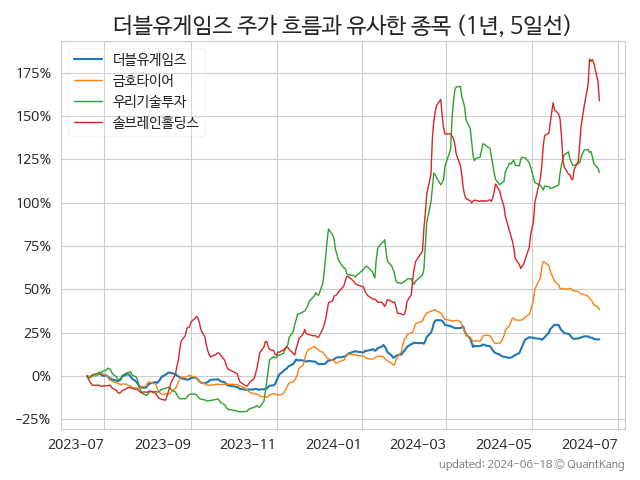 더블유게임즈 주가 흐름과 유사한 종목 (1년, 5일선)
더블유게임즈
금호타이어
우리기술투자
솔브레인홀딩스
175%
150%
125%
100%
75%
50%
25%
0%
−25%
2023-07 2023-09 2023-11 2024-01 2024-03 2024-05 2024-07
updated: 2024-06-18 © QuantKang